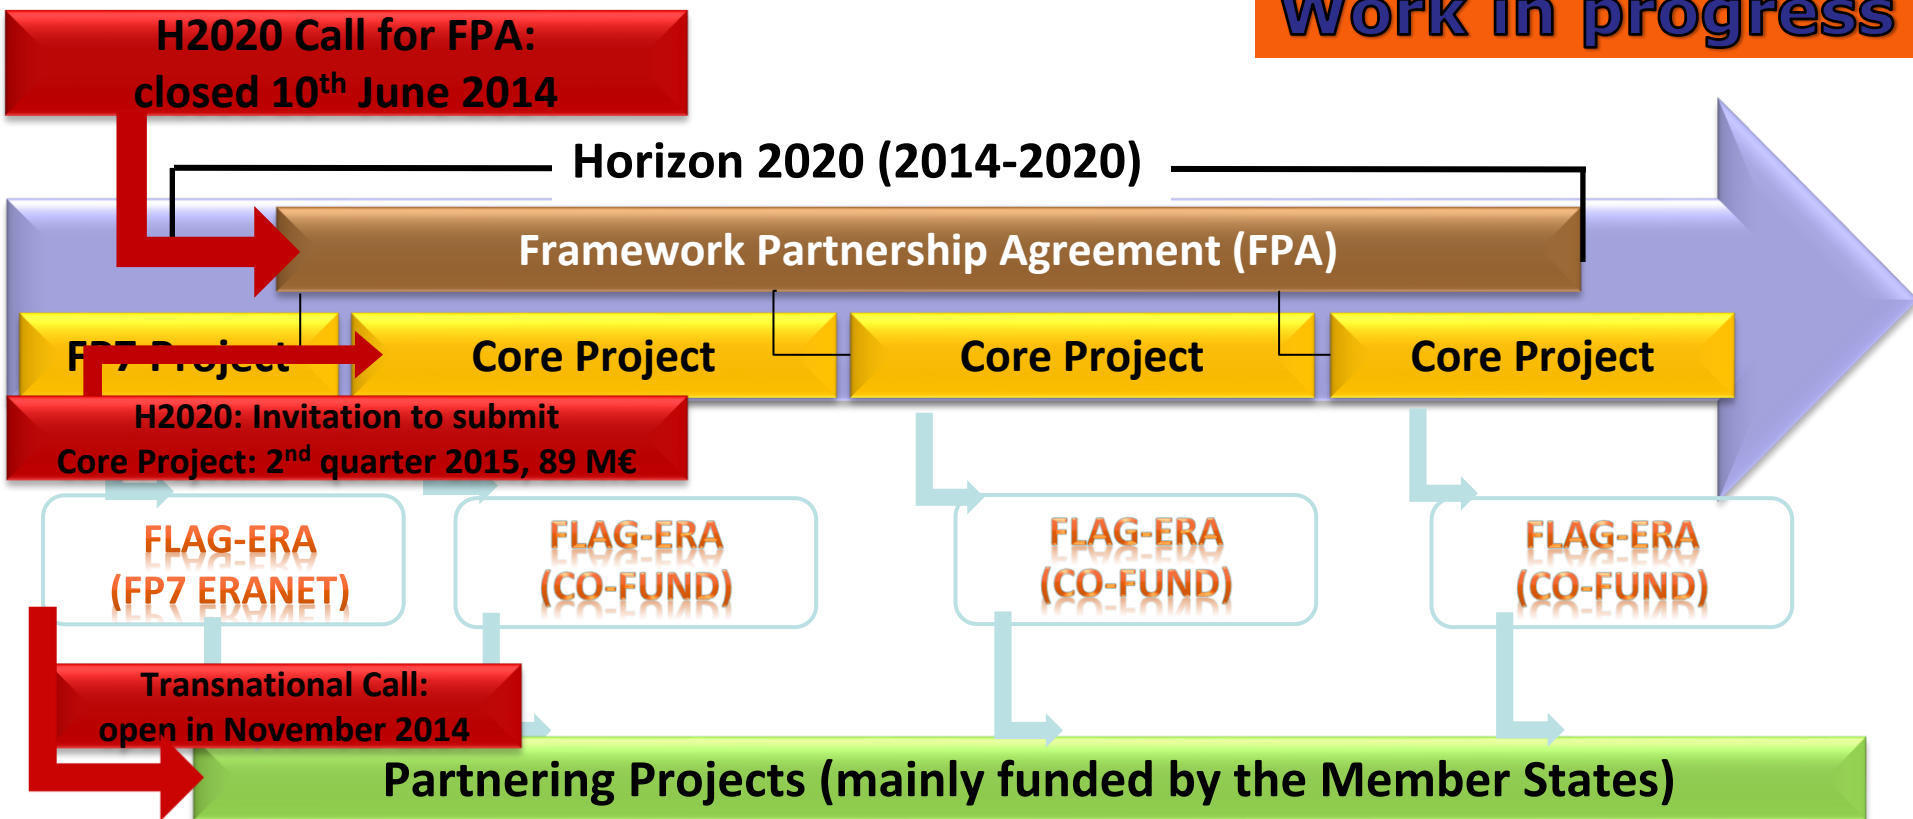 Work in progress
H2020 Call for FPA:
closed 10th June 2014
Horizon 2020 (2014-2020)
Framework Partnership Agreement (FPA)
FP7 Project
Core Project
Core Project
Core Project
H2020: Invitation to submit
Core Project: 2nd quarter 2015, 89 M€
FLAG-ERA
(FP7 ERANET)
FLAG-ERA
(CO-FUND)
FLAG-ERA
(CO-FUND)
FLAG-ERA
(CO-FUND)
Transnational Call:
open in November 2014
Partnering Projects (mainly funded by the Member States)